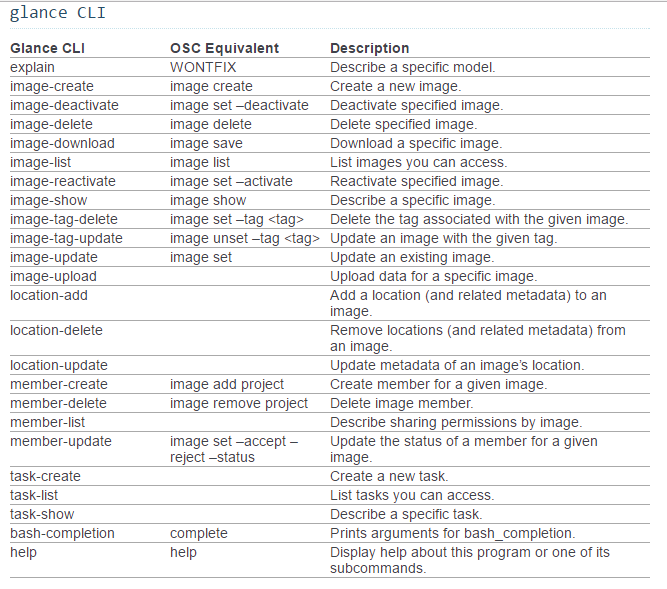 glance CLI
Glance CLI OSC Equivalent Description
explain WONTFIX Describe a specific model.
image-create image create Create a new image.
image-deactivate image set –deactivate Deactivate specified image.
image-delete image delete Delete specified image.
image-download image save Download a specific image.
image-list image list List images you can access.
image-reactivate image set –activate Reactivate specified image.
image-show image show Describe a specific image.
image-tag-delete image set –tag <tag> Delete the tag associated with the given image.
image-tag-update image unset –tag <tag> Update an image with the given tag.
image-update image set Update an existing image.
image-upload Upload data for a specific image.
location-add Add a location (and related metadata) to an
image.
location-delete Remove locations (and related metadata) from
an image.
location-update Update metadata of an image’s location.
member-create image add project Create member for a given image.
member-delete image remove project Delete image member.
member-list Describe sharing permissions by image.
member-update image set –accept – Update the status of a member for a given
reject –status image.
task-create Create a new task.
task-list List tasks you can access.
task-show Describe a specific task.
bash-completion complete Prints arguments for bash_completion.
help help Display help about this program or one of its
subcommands.